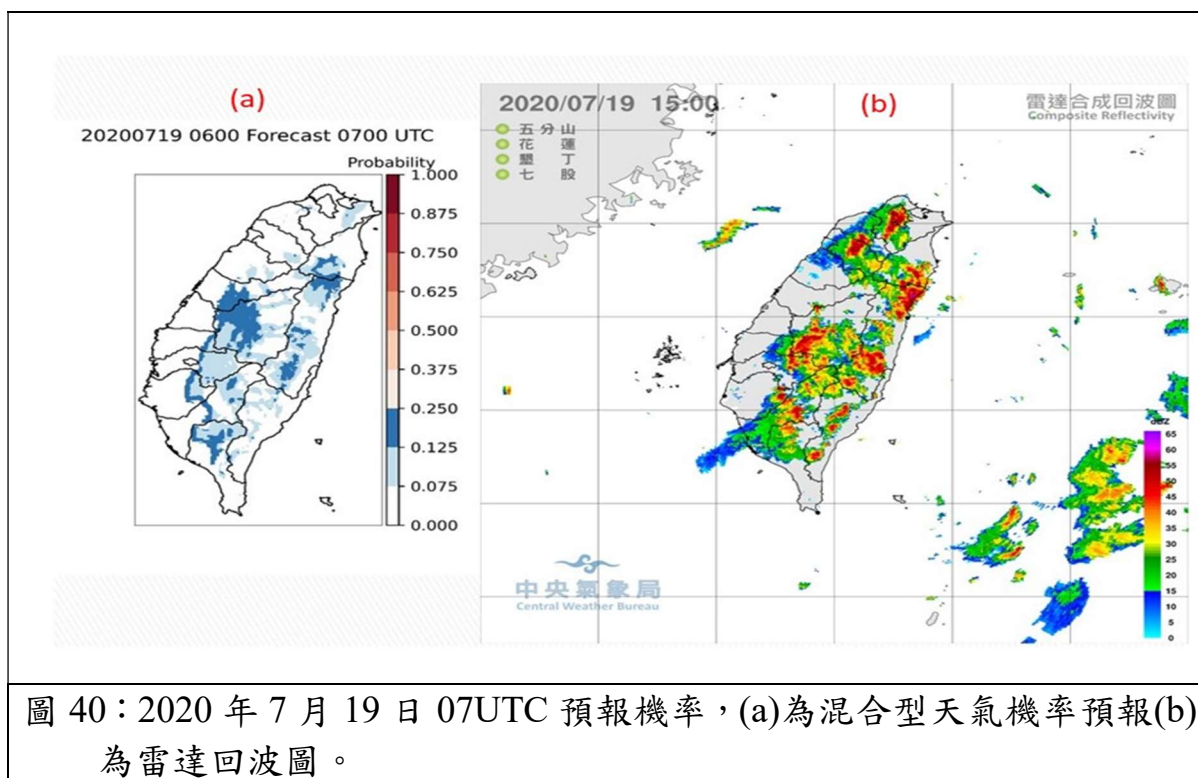 (a)
20200719 0600 Forecast 0700 UTC
Probability
1.000
0.875
0.750
0.625
0.500
0.375
0.250
0.125
0.075
0.000
2020/07/19 15:00
五分山
花蓮
墾丁
七股
(b)
雷達合成回波圖
Composite Reflectivity
dBZ
65
60
55
50
45
40
35
30
25
20
15
10
5
0
中央氣象局
Central Weather Bureau
圖 40：2020 年 7 月 19 日 07UTC 預報機率，(a)為混合型天氣機率預報(b)
為雷達回波圖。